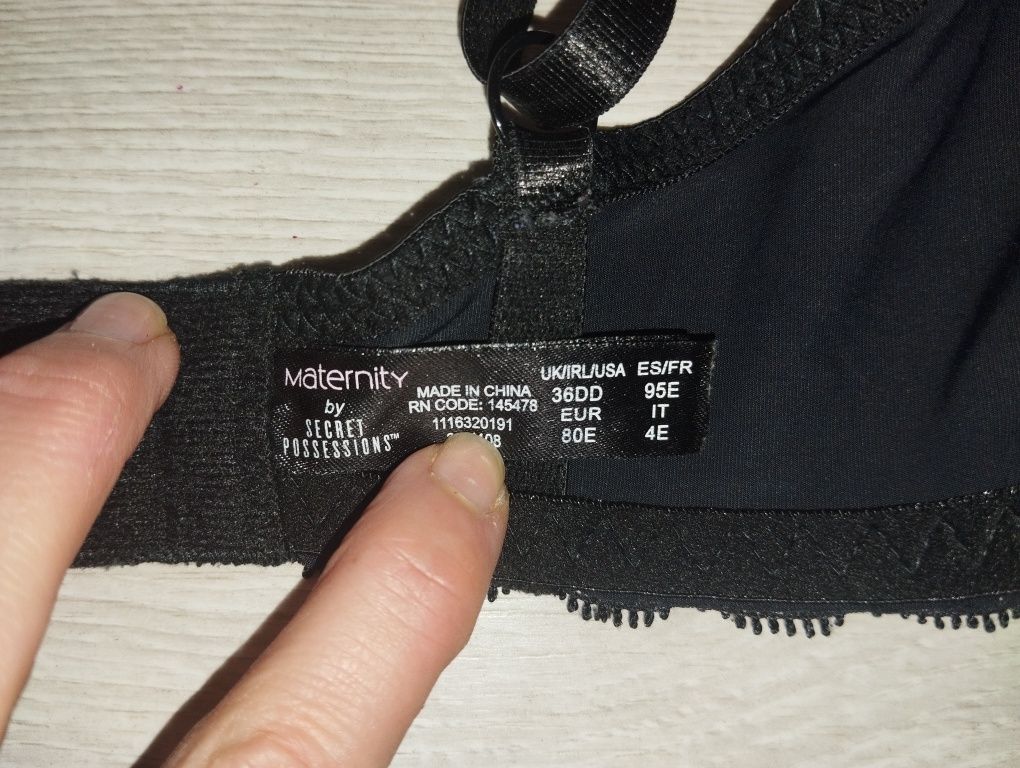 Maternity
by
SECRET
POSSESSIONS™
MADE IN CHINA
RN CODE: 145478
1116320191
UK/IRL/USA ES/FR
36DD 95E
EUR IT
80E 4E